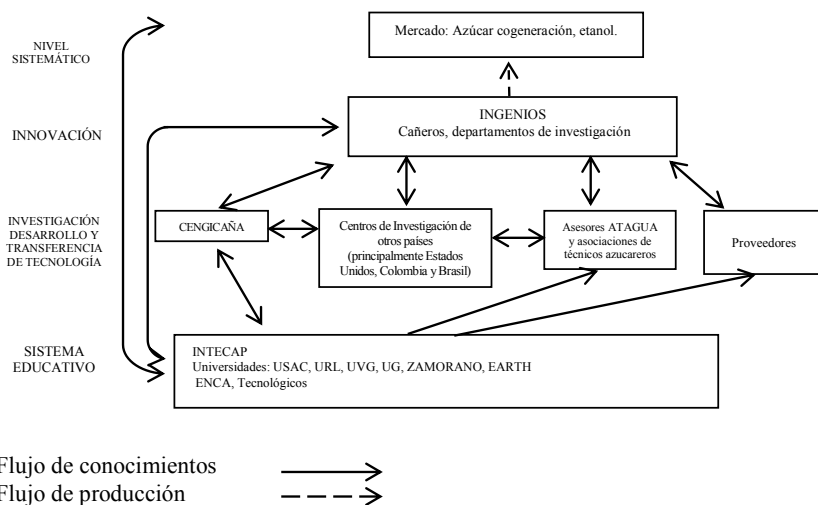 NIVEL
SISTEMÁTICO
Mercado: Azúcar cogeneración, etanol.
INNOVACIÓN
INGENIOS
Cañeros, departamentos de investigación
INVESTIGACIÓN
DESARROLLO Y
TRANSFERENCIA
DE TECNOLOGÍA
CENGICAÑA
Centros de Investigación de
otros países
(principalmente Estados
Unidos, Colombia y Brasil)
Asesores ATAGUA
y asociaciones de
técnicos azucareros
Proveedores
SISTEMA
EDUCATIVO
INTECAP
Universidades: USAC, URL, UVG, UG, ZAMORANO, EARTH
ENCA, Tecnológicos
Flujo de conocimientos
Flujo de producción